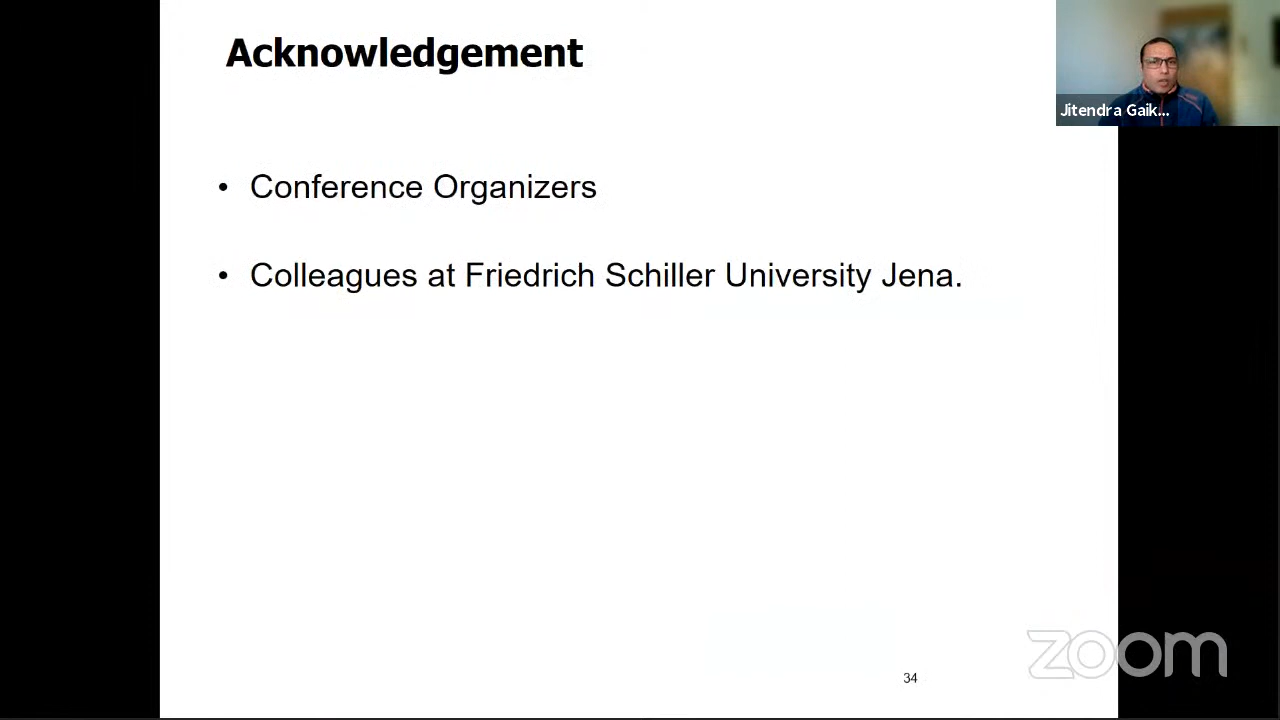 Acknowledgement
Jitendra Gaik...
• Conference Organizers
• Colleagues at Friedrich Schiller University Jena.
zoom
34